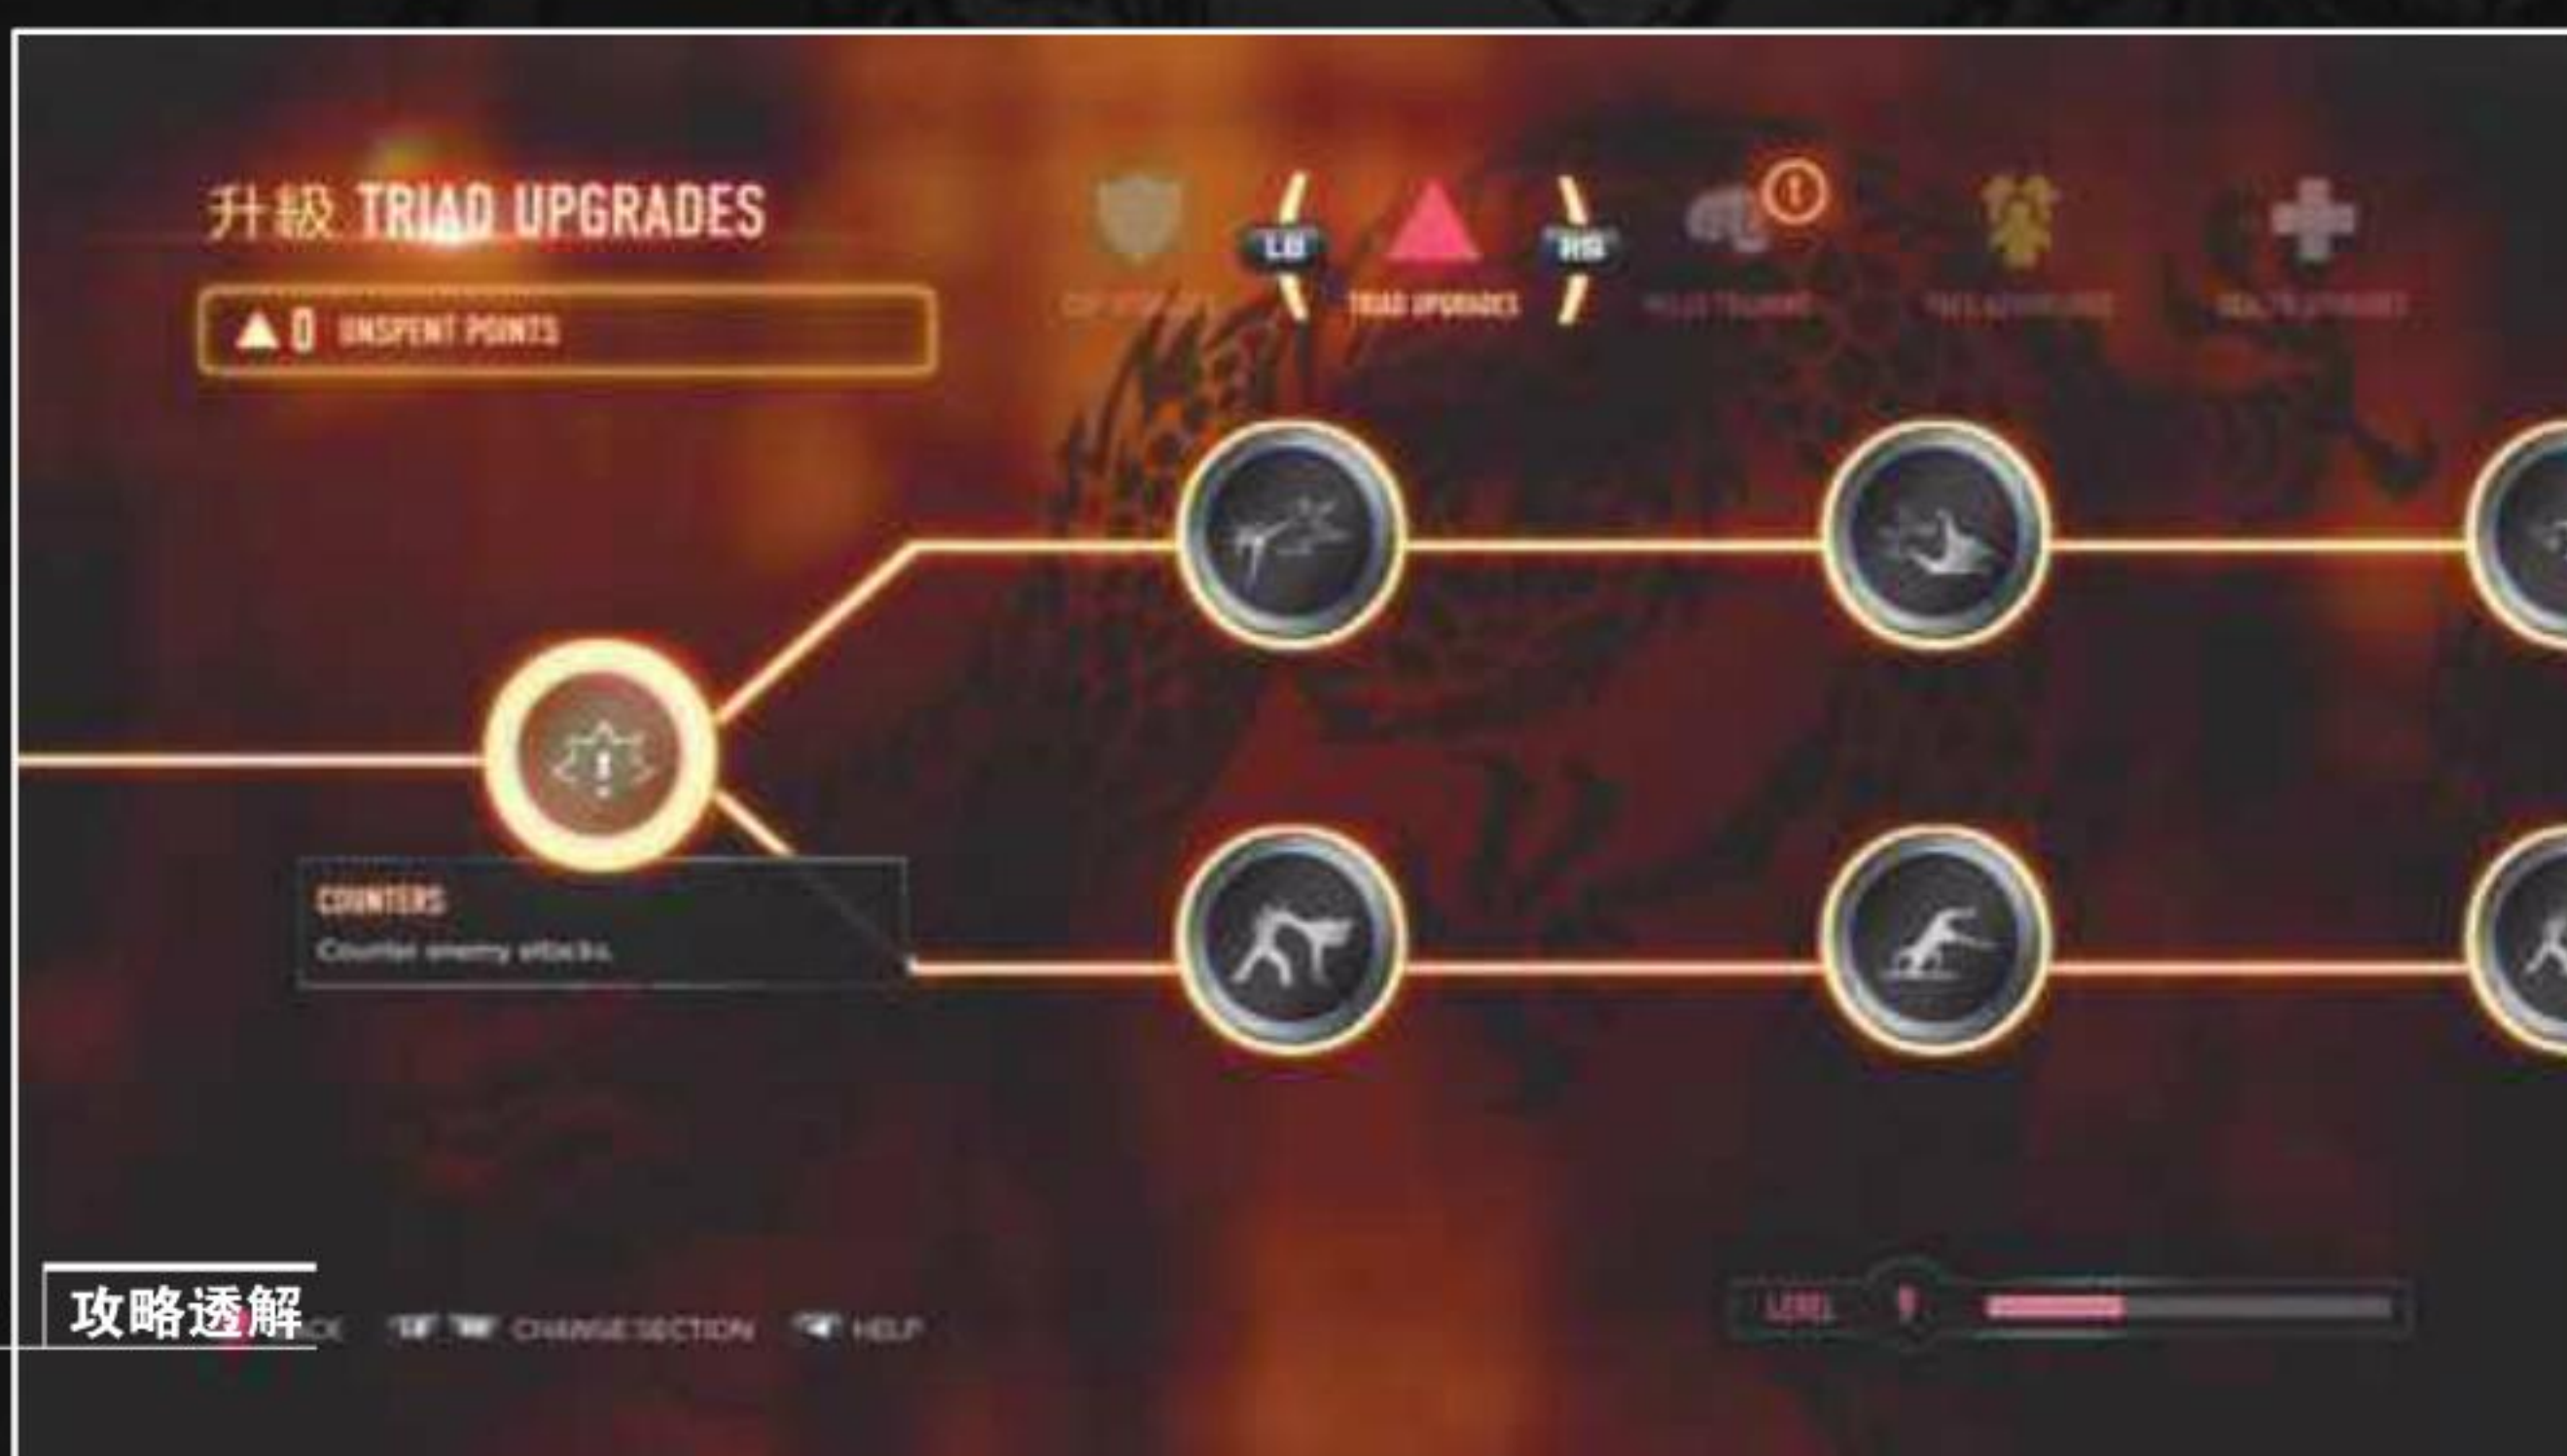 升級 TRIAD UPGRADES
0 UNSPENT POINTS
LB
RB
TRIAD UPGRADES
COUNTERS
Counter enemy attacks.
攻略透解
CHANGE SECTION
HELP
LEVEL